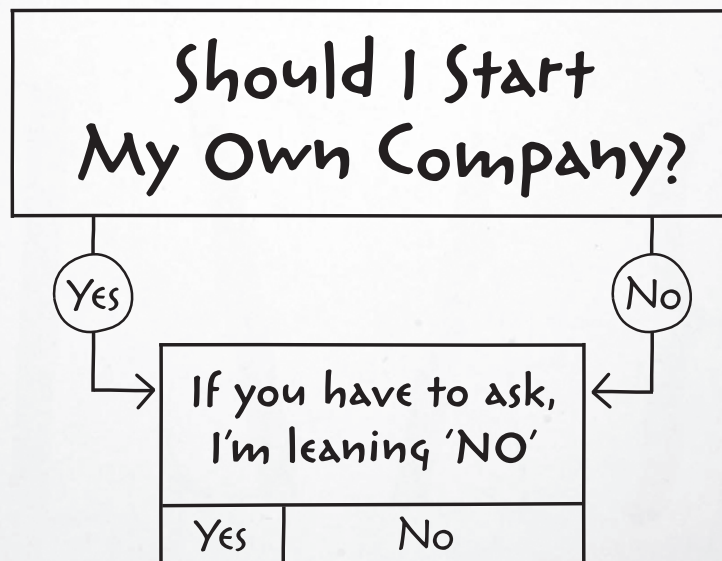 Should I Start
My Own Company?
Yes
No
If you have to ask,
I'm leaning 'NO'
Yes
No